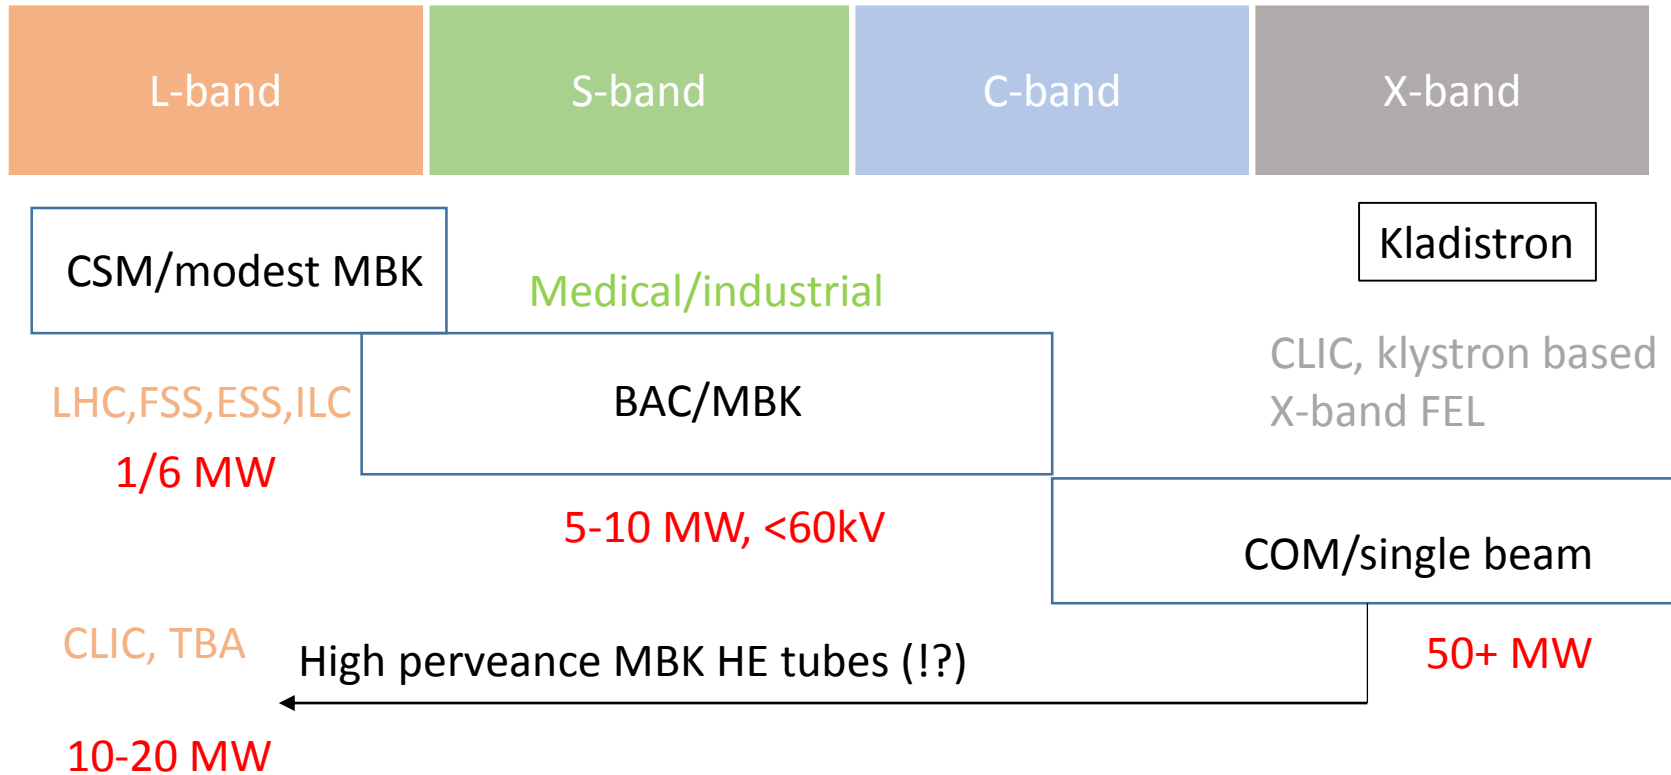 L-band
S-band
C-band
X-band
Kladistron
CSM/modest MBK
Medical/industrial
CLIC, klystron based
X-band FEL
LHC,FSS,ESS,ILC
BAC/MBK
1/6 MW
5-10 MW, <60kV
COM/single beam
CLIC, TBA
High perveance MBK HE tubes (!?)
50+ MW
10-20 MW